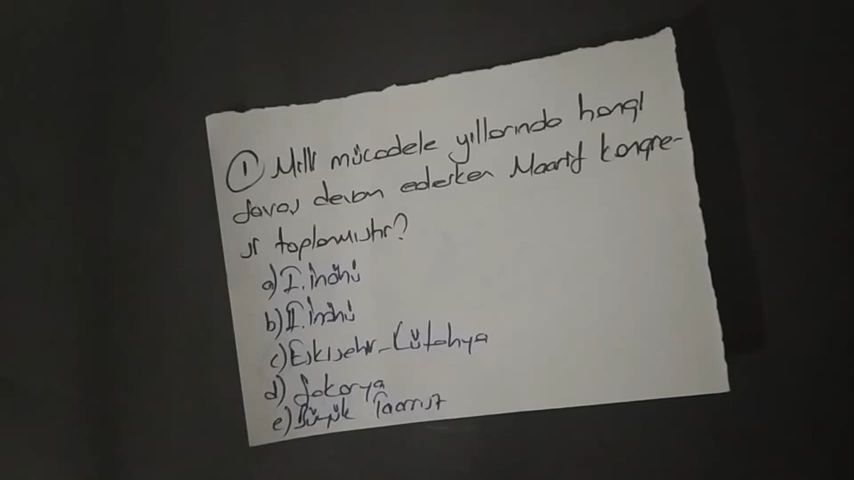 ① Milli mücadele yıllarında hangi
savaş devam ederken Maarif kongre-
si toplanmıştır?
a) I. İnönü
b) II. İnönü
c) Eskişehir-Kütahya
d) Sakarya
e) Büyük Taarruz